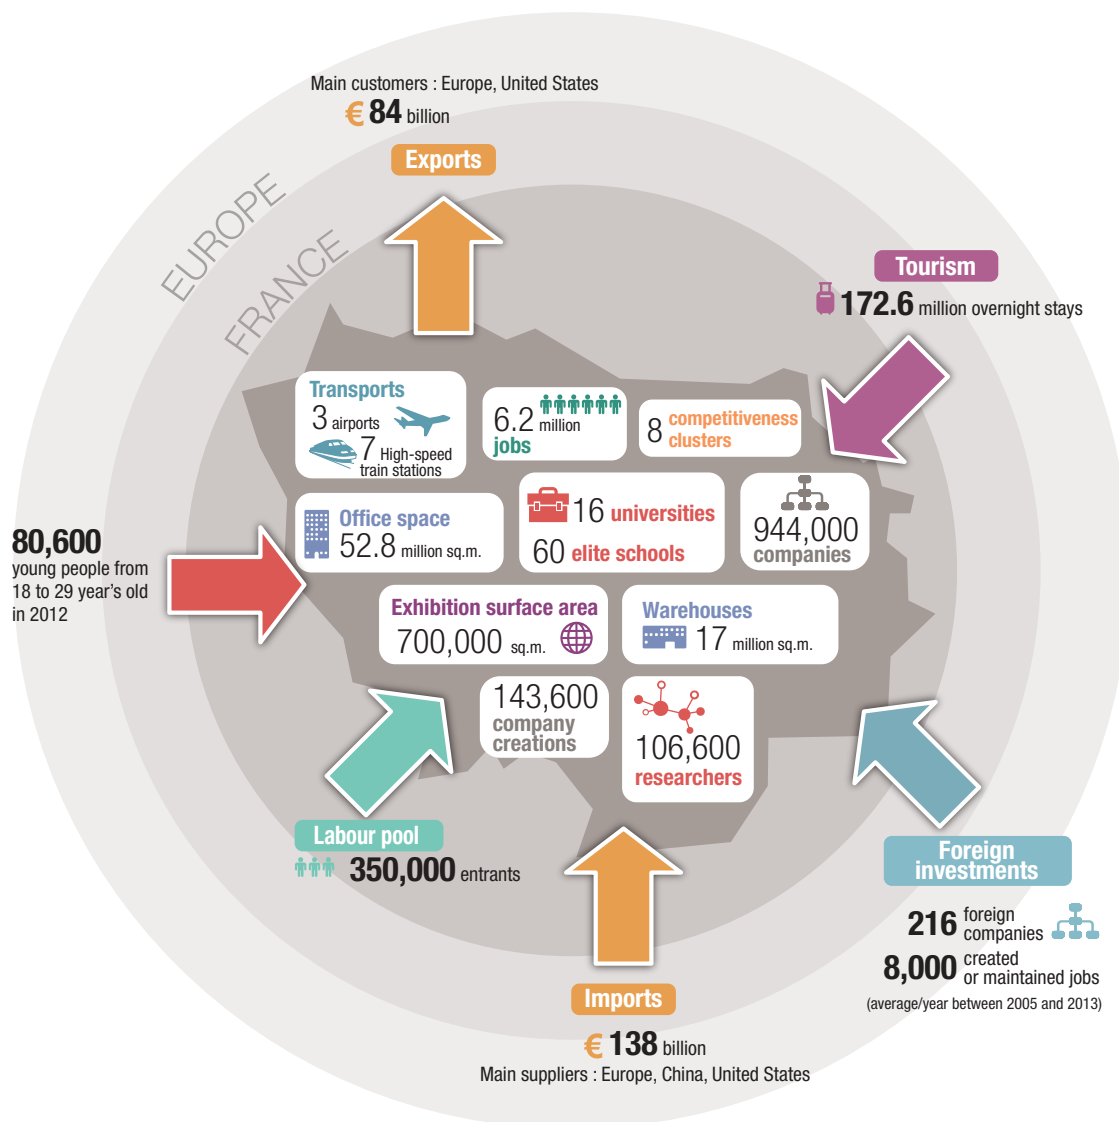 Main customers : Europe, United States
€ 84 billion
Exports
EUROPE
FRANCE
Tourism
172.6 million overnight stays
Transports
3 airports
7 High-speed
train stations
6.2 million
jobs
8 competitiveness
clusters
Office space
52.8 million sq.m.
16 universities
60 elite schools
944,000
companies
80,600
young people from
18 to 29 year's old
in 2012
Exhibition surface area
700,000 sq.m.
Warehouses
17 million sq.m.
143,600
company
creations
106,600
researchers
Labour pool
350,000 entrants
Foreign
investments
216 foreign
companies
8,000 created
or maintained jobs
(average/year between 2005 and 2013)
Imports
€ 138 billion
Main suppliers : Europe, China, United States